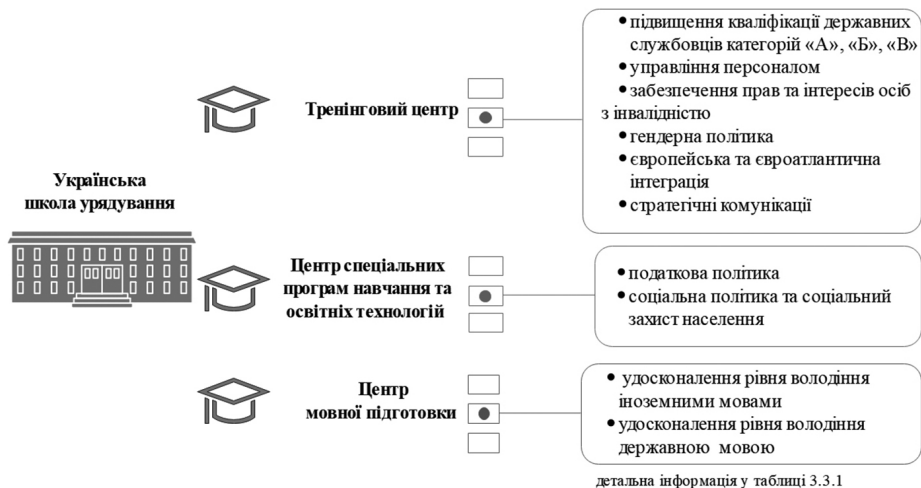 Українська
школа урядування
Тренінговий центр
• підвищення кваліфікації державних
службовців категорій «А», «Б», «В»
• управління персоналом
• забезпечення прав та інтересів осіб
з інвалідністю
• гендерна політика
• європейська та євроатлантична
інтеграція
• стратегічні комунікації
Центр спеціальних
програм навчання та
освітніх технологій
• податкова політика
• соціальна політика та соціальний
захист населення
Центр
мовної підготовки
• удосконалення рівня володіння
іноземними мовами
• удосконалення рівня володіння
державною мовою
детальна інформація у таблиці 3.3.1